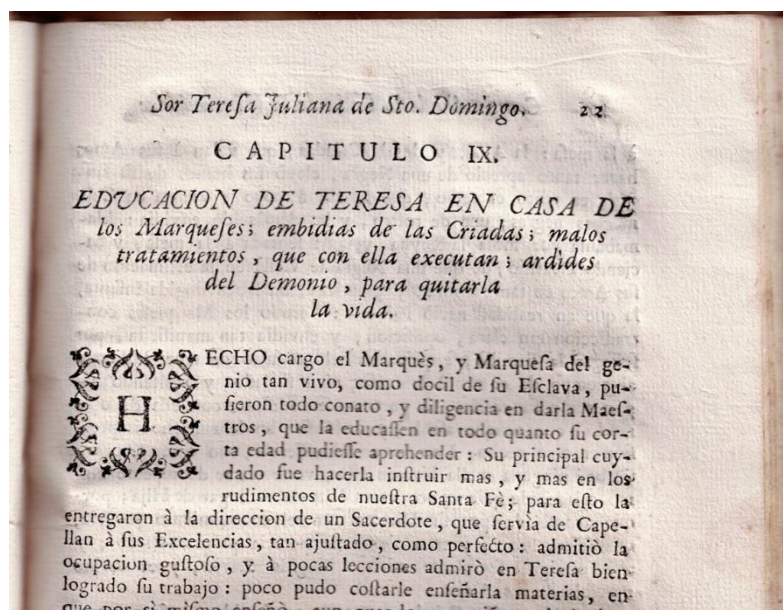 Sor Tereſa Juliana de Sto. Domingo. 22
CAPITULO IX.
EDVCACION DE TERESA EN CASA DE
los Marqueſes; embidias de las Criadas; malos
tratamientos, que con ella executan; ardides
del Demonio, para quitarla
la vida.
HECHO cargo el Marquès, y Marqueſa del ge-
nio tan vivo, como docil de ſu Eſclava, pu-
ſieron todo conato, y diligencia en darla Maeſ-
tros, que la educaſſen en todo quanto ſu cor-
ta edad pudieſſe aprehender: Su principal cuy-
dado fue hacerla inſtruir mas, y mas en los
rudimentos de nueſtra Santa Fè; para eſto la
entregaron à la direccion de un Sacerdote, que ſervia de Cape-
llan à ſus Excelencias, tan ajuſtado, como perfecto: admitiò la
ocupacion guſtoſo, y à pocas lecciones admirò en Tereſa bien
logrado ſu trabajo: poco pudo coſtarle enſeñarla materias, en
que por si miſmo enſeñò